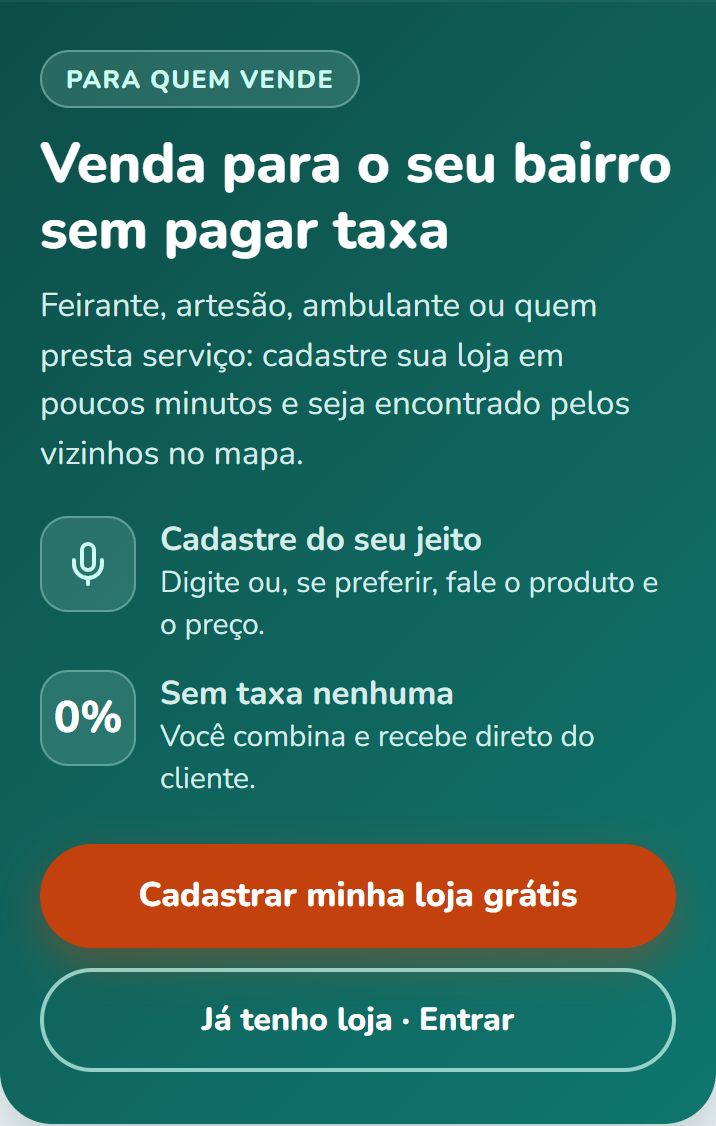 PARA QUEM VENDE
Venda para o seu bairro
sem pagar taxa
Feirante, artesão, ambulante ou quem
presta serviço: cadastre sua loja em
poucos minutos e seja encontrado pelos
vizinhos no mapa.
Cadastre do seu jeito
Digite ou, se preferir, fale o produto e
o preço.
0%
Sem taxa nenhuma
Você combina e recebe direto do
cliente.
Cadastrar minha loja grátis
Já tenho loja · Entrar